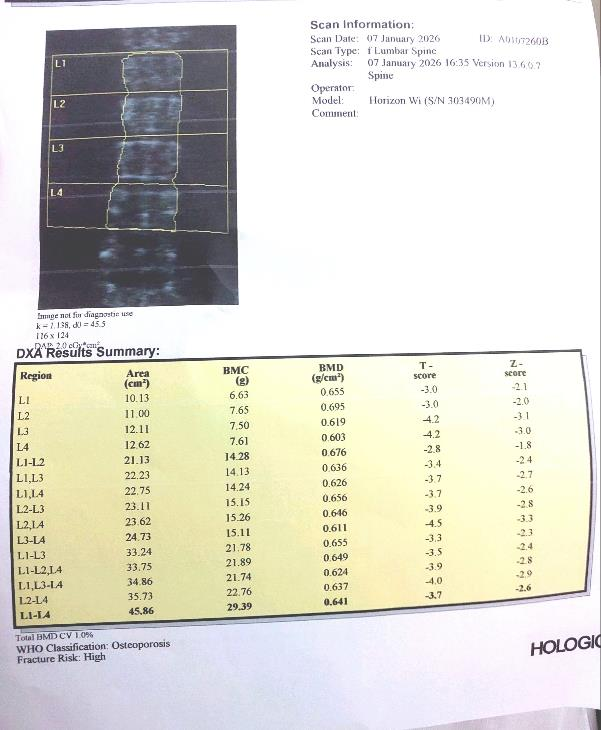 Scan Information:
Scan Date: 07 January 2026 ID: A0107260B
Scan Type: f Lumbar Spine
Analysis: 07 January 2026 16:35 Version 13.6.0.7
Spine
Operator:
Model: Horizon Wi (S/N 303490M)
Comment:
L1
L2
L3
L4
Image not for diagnostic use
k = 1.138, d0 = 45.5
116 x 124
DAP: 2.0 cGy*cm²
DXA Results Summary:
Region Area (cm²) BMC (g) BMD (g/cm²) T - score Z - score
L1 10.13 6.63 0.655 -3.0 -2.1
L2 11.00 7.65 0.695 -3.0 -2.0
L3 12.11 7.50 0.619 -4.2 -3.1
L4 12.62 7.61 0.603 -4.2 -3.0
L1-L2 21.13 14.28 0.676 -2.8 -1.8
L1,L3 22.23 14.13 0.636 -3.4 -2.4
L1,L4 22.75 14.24 0.626 -3.7 -2.7
L2-L3 23.11 15.15 0.656 -3.7 -2.6
L2,L4 23.62 15.26 0.646 -3.9 -2.8
L3-L4 24.73 15.11 0.611 -4.5 -3.3
L1-L3 33.24 21.78 0.655 -3.3 -2.3
L1-L2,L4 33.75 21.89 0.649 -3.5 -2.4
L1,L3-L4 34.86 21.74 0.624 -3.9 -2.8
L2-L4 35.73 22.76 0.637 -4.0 -2.9
L1-L4 45.86 29.39 0.641 -3.7 -2.6
Total BMD CV 1.0%
WHO Classification: Osteoporosis
Fracture Risk: High
HOLOGIC